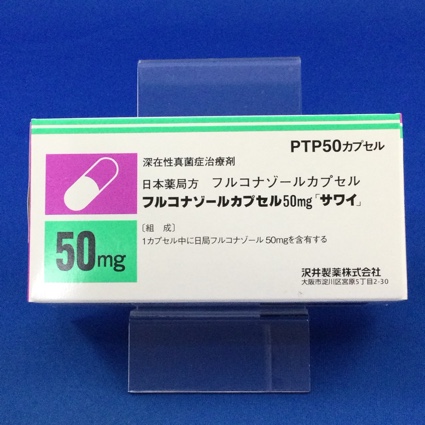 PTP50カプセル
深在性真菌症治療剤
日本薬局方 フルコナゾールカプセル
フルコナゾールカプセル50mg「サワイ」
〔組 成〕
1カプセル中に日局フルコナゾール50mgを含有する
50mg
沢井製薬株式会社
大阪市淀川区宮原5丁目2-30